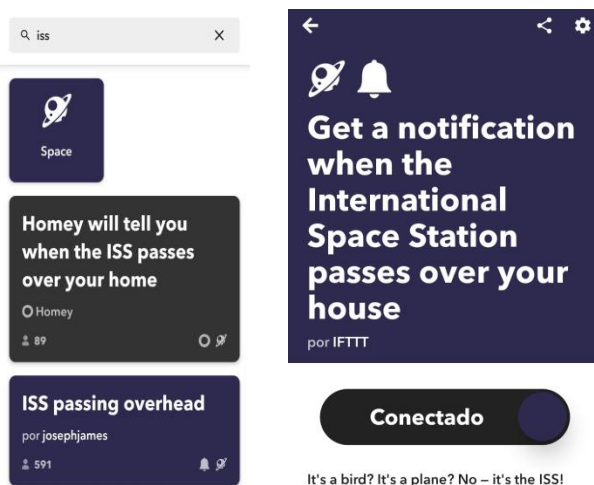 iss
X
Space
Homey will tell you
when the ISS passes
over your home
Homey
89
ISS passing overhead
por josephjames
591
Get a notification
when the
International
Space Station
passes over your
house
por IFTTT
Conectado
It's a bird? It's a plane? No – it's the ISS!